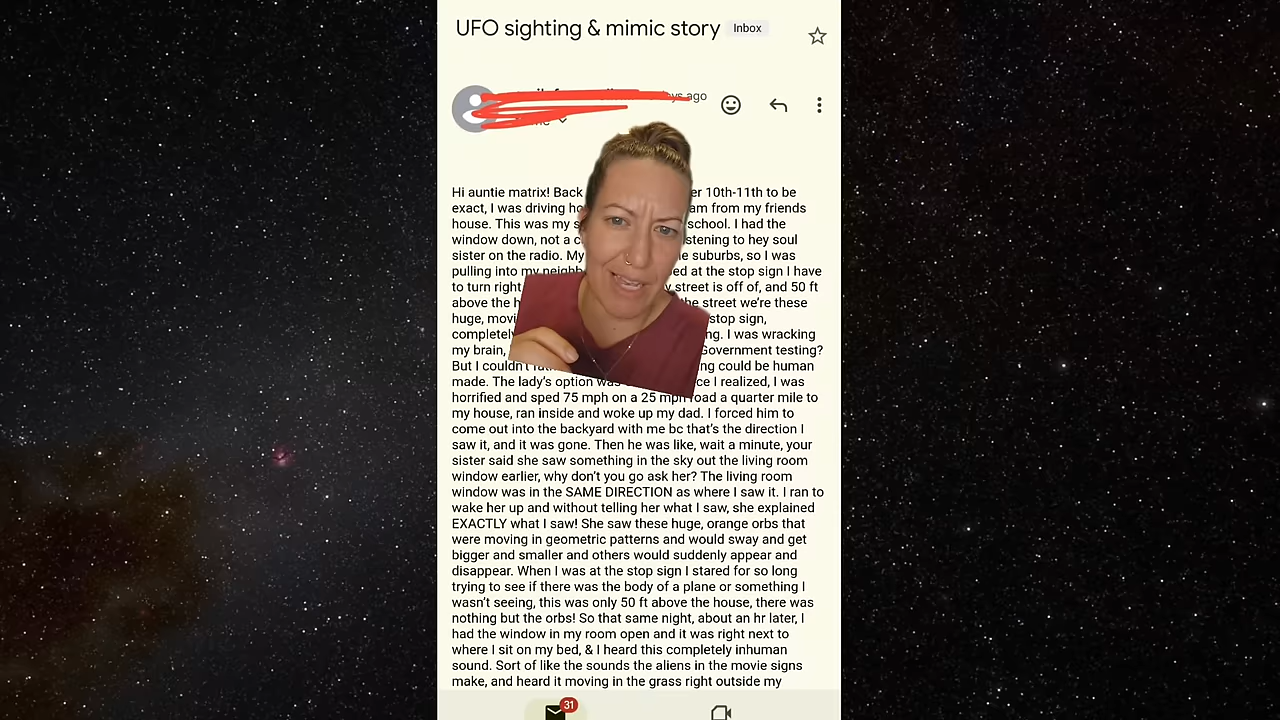 UFO sighting & mimic story Inbox
ys ago
Hi auntie matrix! Back er 10th-11th to be
exact, I was driving am from my friends
house. This was my school. I had the
window down, not a stening to hey soul
sister on the radio. My suburbs, so I was
pulling into my ed at the stop sign I have
to turn right street is off of, and 50 ft
above the the street we're these
huge, stop sign,
completely ng. I was wracking
my brain, Government testing?
But I couldn't ng could be human
made. The lady's option was ce I realized, I was
horrified and sped 75 mph on a 25 mph road a quarter mile to
my house, ran inside and woke up my dad. I forced him to
come out into the backyard with me bc that's the direction I
saw it, and it was gone. Then he was like, wait a minute, your
sister said she saw something in the sky out the living room
window earlier, why don't you go ask her? The living room
window was in the SAME DIRECTION as where I saw it. I ran to
wake her up and without telling her what I saw, she explained
EXACTLY what I saw! She saw these huge, orange orbs that
were moving in geometric patterns and would sway and get
bigger and smaller and others would suddenly appear and
disappear. When I was at the stop sign I stared for so long
trying to see if there was the body of a plane or something I
wasn't seeing, this was only 50 ft above the house, there was
nothing but the orbs! So that same night, about an hr later, I
had the window in my room open and it was right next to
where I sit on my bed, & I heard this completely inhuman
sound. Sort of like the sounds the aliens in the movie signs
make, and heard it moving in the grass right outside my
31